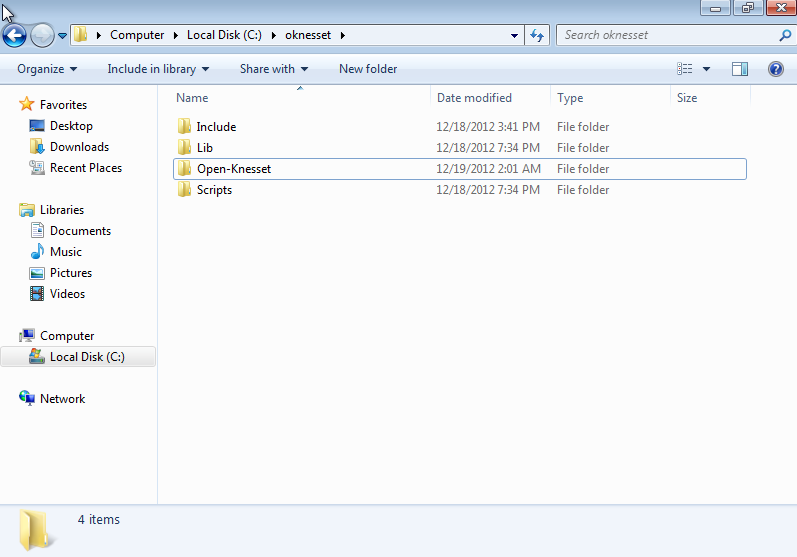 Computer Local Disk (C:) oknesset Search oknesset
Organize Include in library Share with New folder
Favorites
Desktop
Downloads
Recent Places
Libraries
Documents
Music
Pictures
Videos
Computer
Local Disk (C:)
Network
Name Date modified Type Size
Include 12/18/2012 3:41 PM File folder
Lib 12/18/2012 7:34 PM File folder
Open-Knesset 12/19/2012 2:01 AM File folder
Scripts 12/18/2012 7:34 PM File folder
4 items